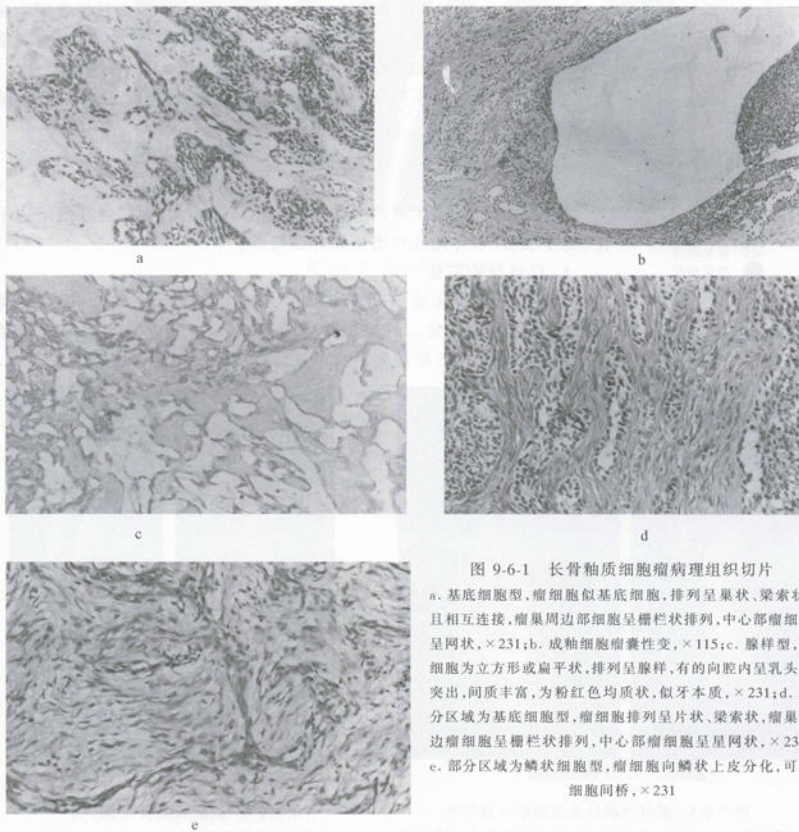 a
b
c
d
e
图 9-6-1 长骨釉质细胞瘤病理组织切片
a. 基底细胞型,瘤细胞似基底细胞,排列呈巢状、梁索状
且相互连接,瘤巢周边部细胞呈栅栏状排列,中心部瘤细
呈网状,×231;b. 成釉细胞瘤囊性变,×115;c. 腺样型,
细胞为立方形或扁平状,排列呈腺样,有的向腔内呈乳头
突出,间质丰富,为粉红色均质状,似牙本质,×231;d.
分区域为基底细胞型,瘤细胞排列呈片状、梁索状,瘤巢
边瘤细胞呈栅栏状排列,中心部瘤细胞呈星网状,×23
e. 部分区域为鳞状细胞型,瘤细胞向鳞状上皮分化,可
细胞间桥,×231